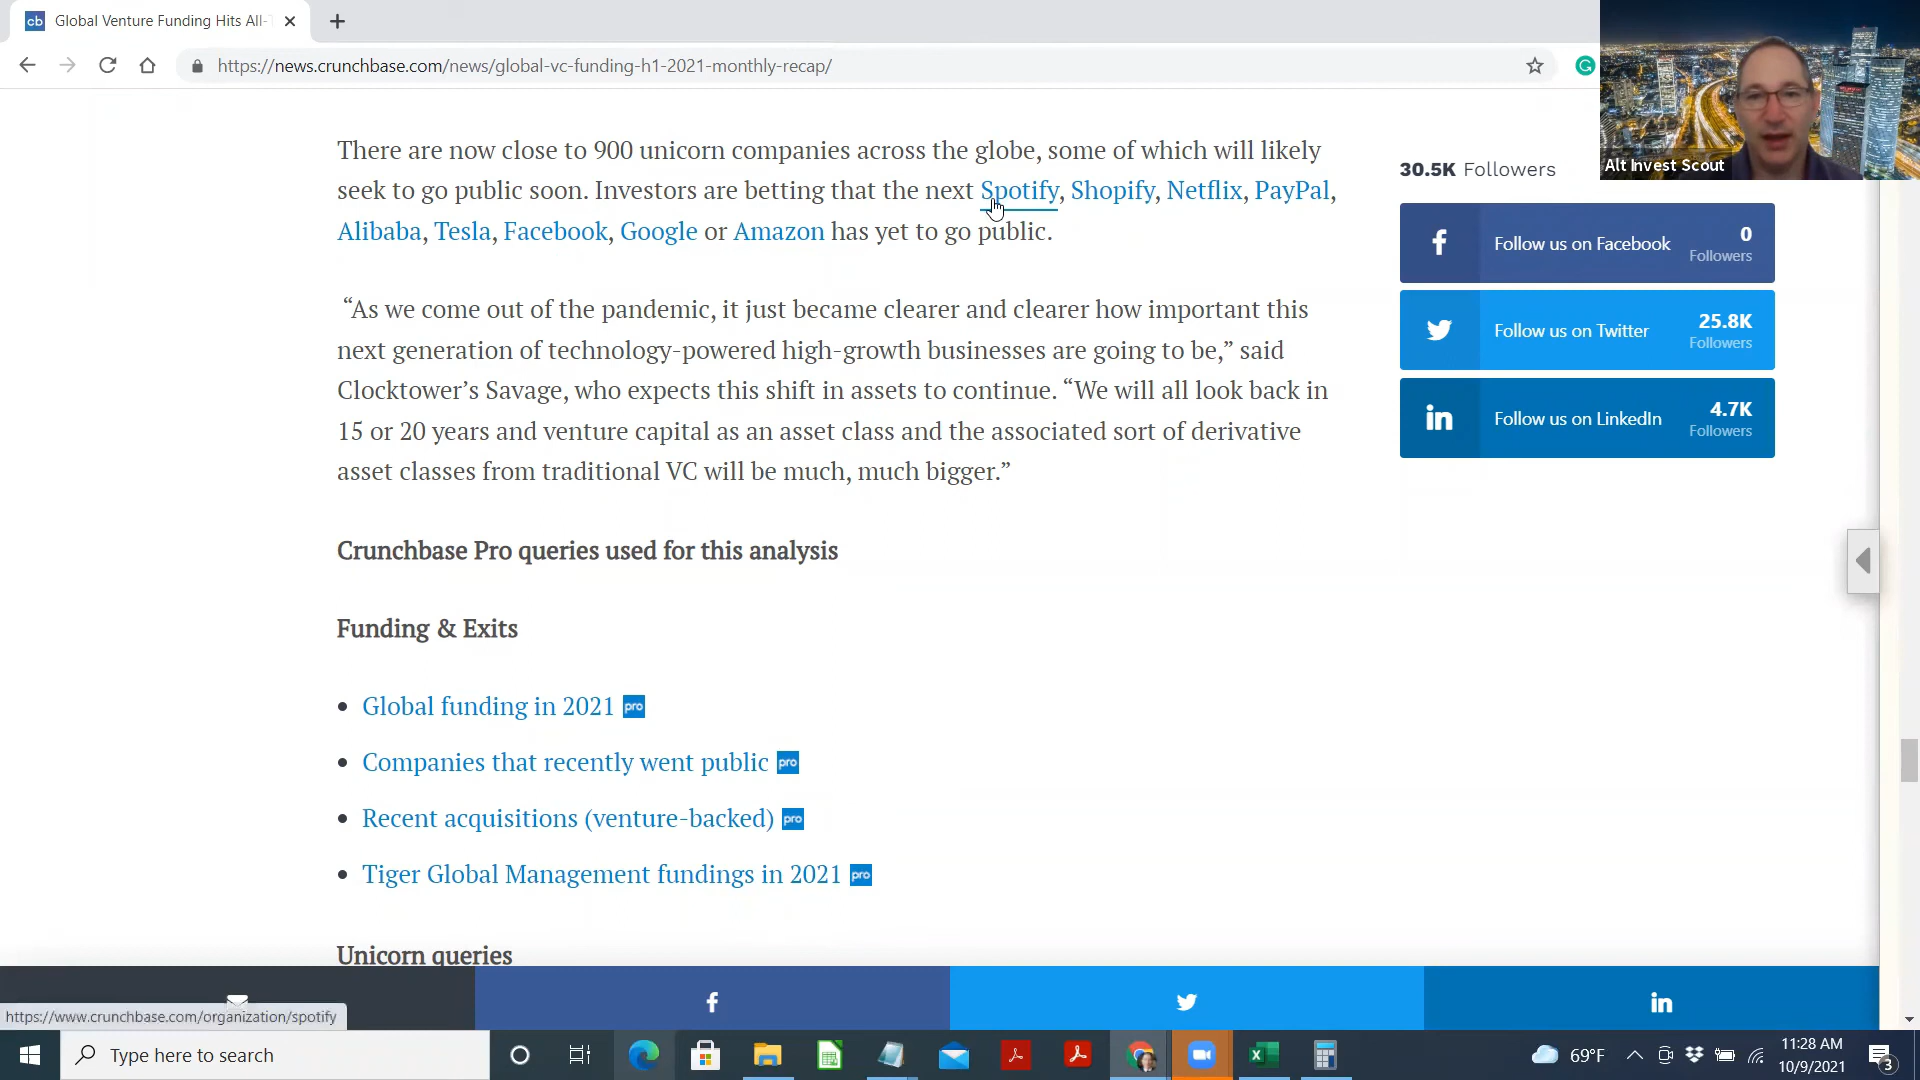 cb Global Venture Funding Hits All-
https://news.crunchbase.com/news/global-vc-funding-h1-2021-monthly-recap/
Alt Invest Scout
There are now close to 900 unicorn companies across the globe, some of which will likely
seek to go public soon. Investors are betting that the next Spotify, Shopify, Netflix, PayPal,
Alibaba, Tesla, Facebook, Google or Amazon has yet to go public.
“As we come out of the pandemic, it just became clearer and clearer how important this
next generation of technology-powered high-growth businesses are going to be,” said
Clocktower’s Savage, who expects this shift in assets to continue. “We will all look back in
15 or 20 years and venture capital as an asset class and the associated sort of derivative
asset classes from traditional VC will be much, much bigger.”
Crunchbase Pro queries used for this analysis
Funding & Exits
• Global funding in 2021 pro
• Companies that recently went public pro
• Recent acquisitions (venture-backed) pro
• Tiger Global Management fundings in 2021 pro
Unicorn queries
30.5K Followers
Follow us on Facebook 0 Followers
Follow us on Twitter 25.8K Followers
in Follow us on LinkedIn 4.7K Followers
https://www.crunchbase.com/organization/spotify
Type here to search
69°F
11:28 AM
10/9/2021
3